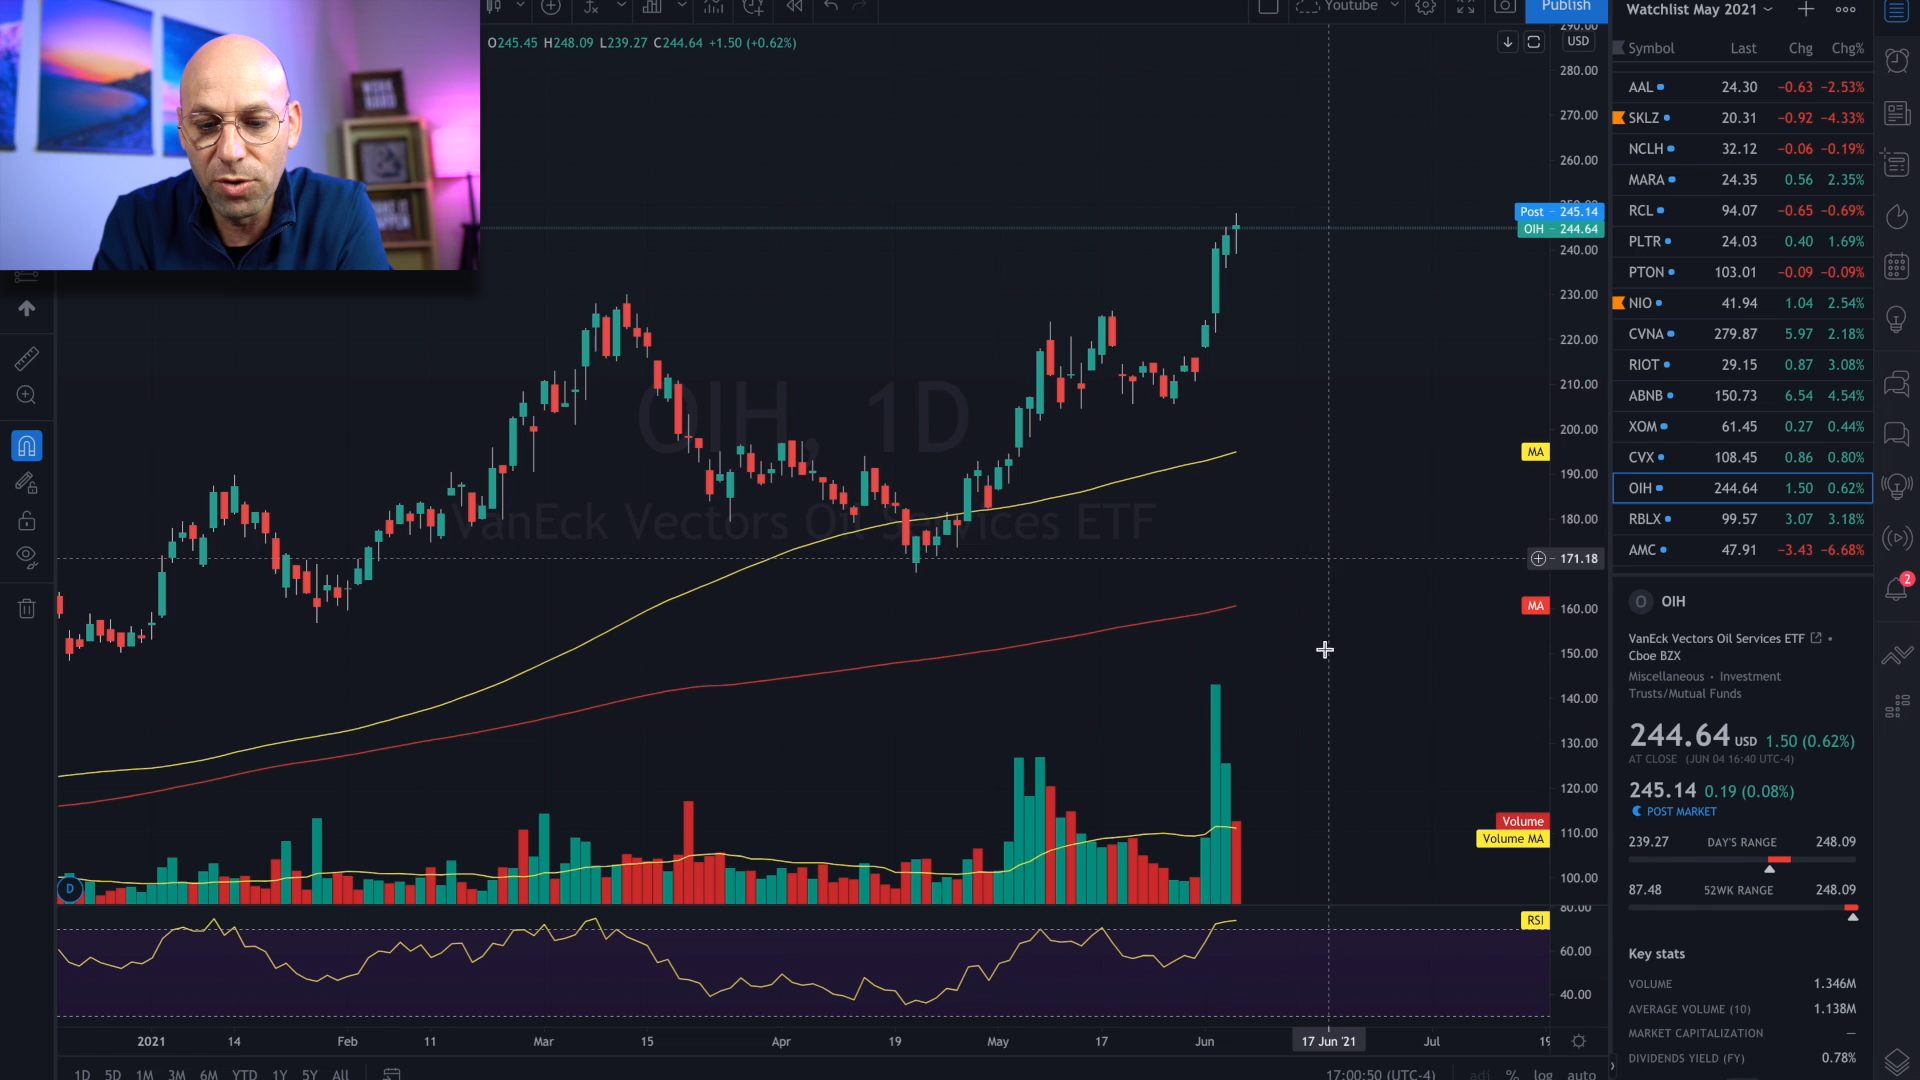 Youtube
Publish
Watchlist May 2021
O245.45 H248.09 L239.27 C244.64 +1.50 (+0.62%)
USD
Symbol Last Chg Chg%
AAL 24.30 −0.63 −2.53%
SKLZ 20.31 −0.92 −4.33%
NCLH 32.12 −0.06 −0.19%
MARA 24.35 0.56 2.35%
RCL 94.07 −0.65 −0.69%
PLTR 24.03 0.40 1.69%
PTON 103.01 −0.09 −0.09%
NIO 41.94 1.04 2.54%
CVNA 279.87 5.97 2.18%
RIOT 29.15 0.87 3.08%
ABNB 150.73 6.54 4.54%
XOM 61.45 0.27 0.44%
CVX 108.45 0.86 0.80%
OIH 244.64 1.50 0.62%
RBLX 99.57 3.07 3.18%
AMC 47.91 −3.43 −6.68%
WORK
HARD
290.00
280.00
270.00
260.00
Post − 245.14
OIH − 244.64
240.00
230.00
220.00
210.00
200.00
MA
190.00
180.00
171.18
MA
160.00
150.00
140.00
130.00
120.00
Volume
110.00
Volume MA
100.00
80.00
RSI
60.00
40.00
OIH, 1D
VanEck Vectors Oil Services ETF
D
2021 14 Feb 11 Mar 15 Apr 19 May 17 Jun 17 Jun '21 Jul 19
1D 5D 1M 3M 6M YTD 1Y 5Y All
17:00:50 (UTC-4) adj % log auto
2
O OIH
VanEck Vectors Oil Services ETF
Cboe BZX
Miscellaneous • Investment
Trusts/Mutual Funds
244.64 USD 1.50 (0.62%)
AT CLOSE (JUN 04 16:40 UTC-4)
245.14 0.19 (0.08%)
POST MARKET
239.27 DAY'S RANGE 248.09
87.48 52WK RANGE 248.09
Key stats
VOLUME 1.346M
AVERAGE VOLUME (10) 1.138M
MARKET CAPITALIZATION —
DIVIDENDS YIELD (FY) 0.78%